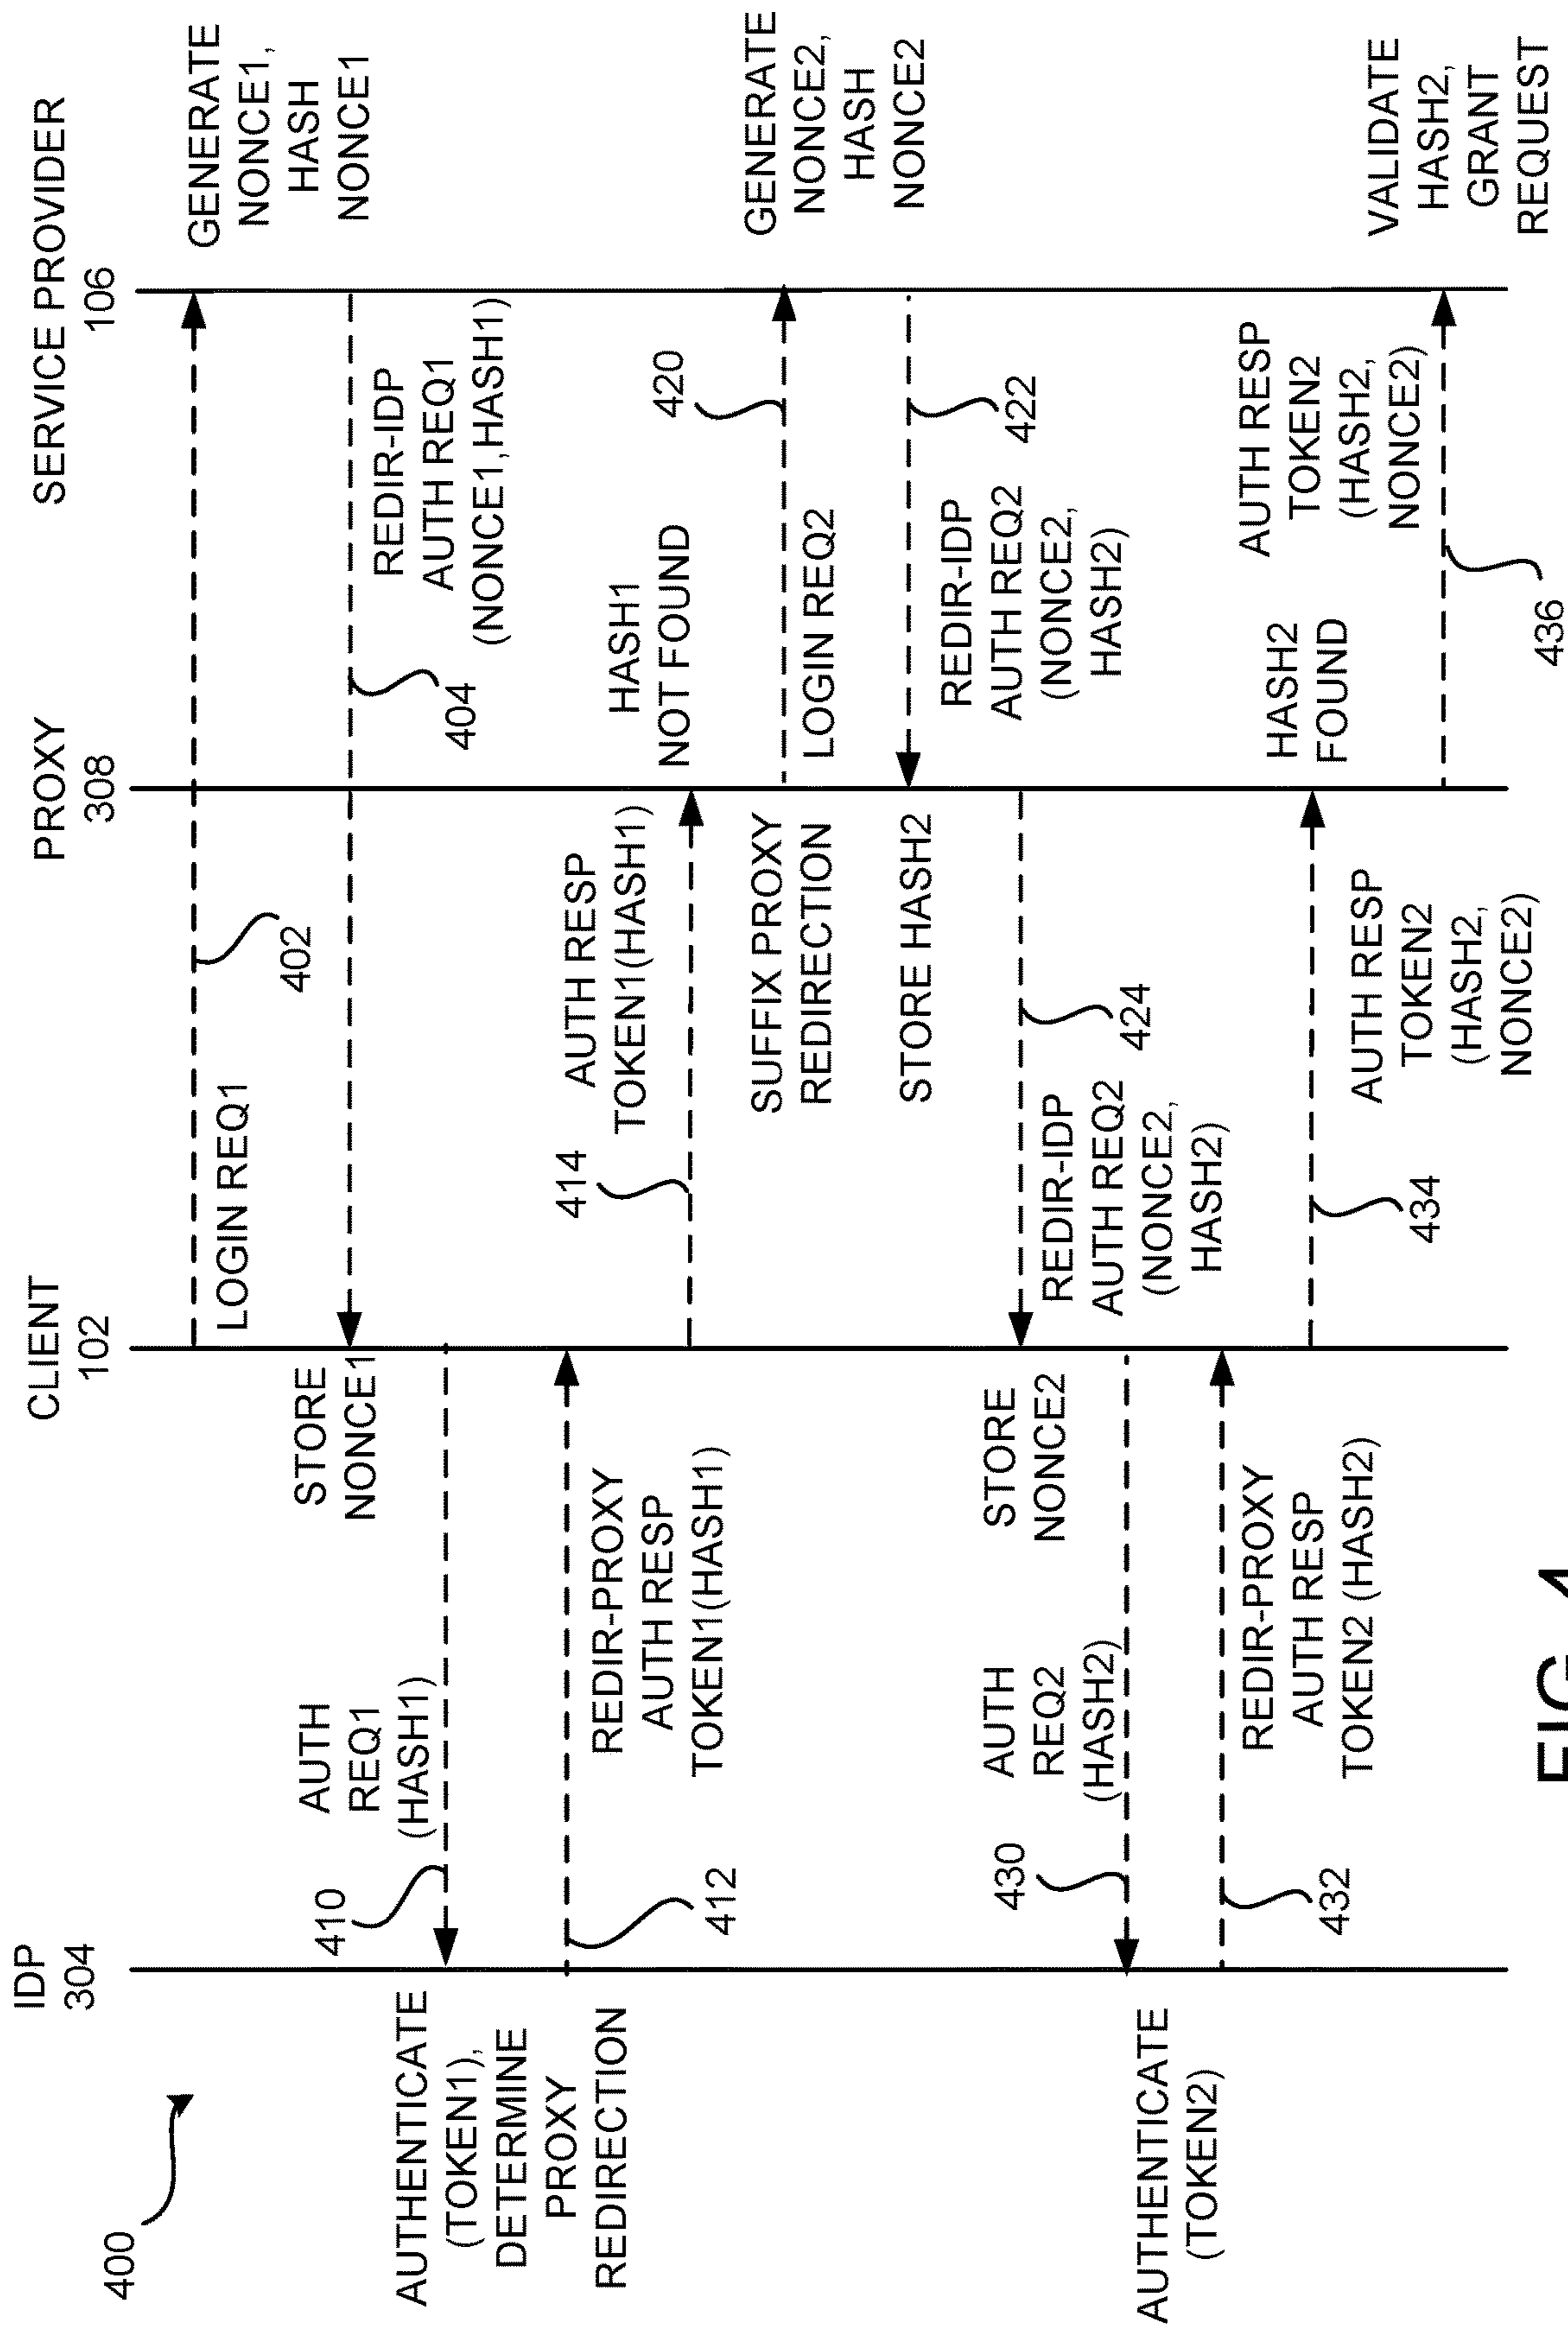 400
IDP
304
CLIENT
102
PROXY
308
SERVICE PROVIDER
106
LOGIN REQ1
402
GENERATE
NONCE1,
HASH
NONCE1
REDIR-IDP
AUTH REQ1
(NONCE1,HASH1)
404
STORE
NONCE1
AUTH
REQ1
(HASH1)
410
AUTHENTICATE
(TOKEN1),
DETERMINE
PROXY
REDIRECTION
412
REDIR-PROXY
AUTH RESP
TOKEN1(HASH1)
414
AUTH RESP
TOKEN1(HASH1)
HASH1
NOT FOUND
SUFFIX PROXY
REDIRECTION
420
LOGIN REQ2
GENERATE
NONCE2,
HASH
NONCE2
422
REDIR-IDP
AUTH REQ2
(NONCE2,
HASH2)
STORE HASH2
424
REDIR-IDP
AUTH REQ2
(NONCE2,
HASH2)
STORE
NONCE2
AUTH
REQ2
(HASH2)
430
AUTHENTICATE
(TOKEN2)
432
REDIR-PROXY
AUTH RESP
TOKEN2 (HASH2)
434
AUTH RESP
TOKEN2
(HASH2,
NONCE2)
HASH2
FOUND
AUTH RESP
TOKEN2
(HASH2,
NONCE2)
436
VALIDATE
HASH2,
GRANT
REQUEST
FIG. 4